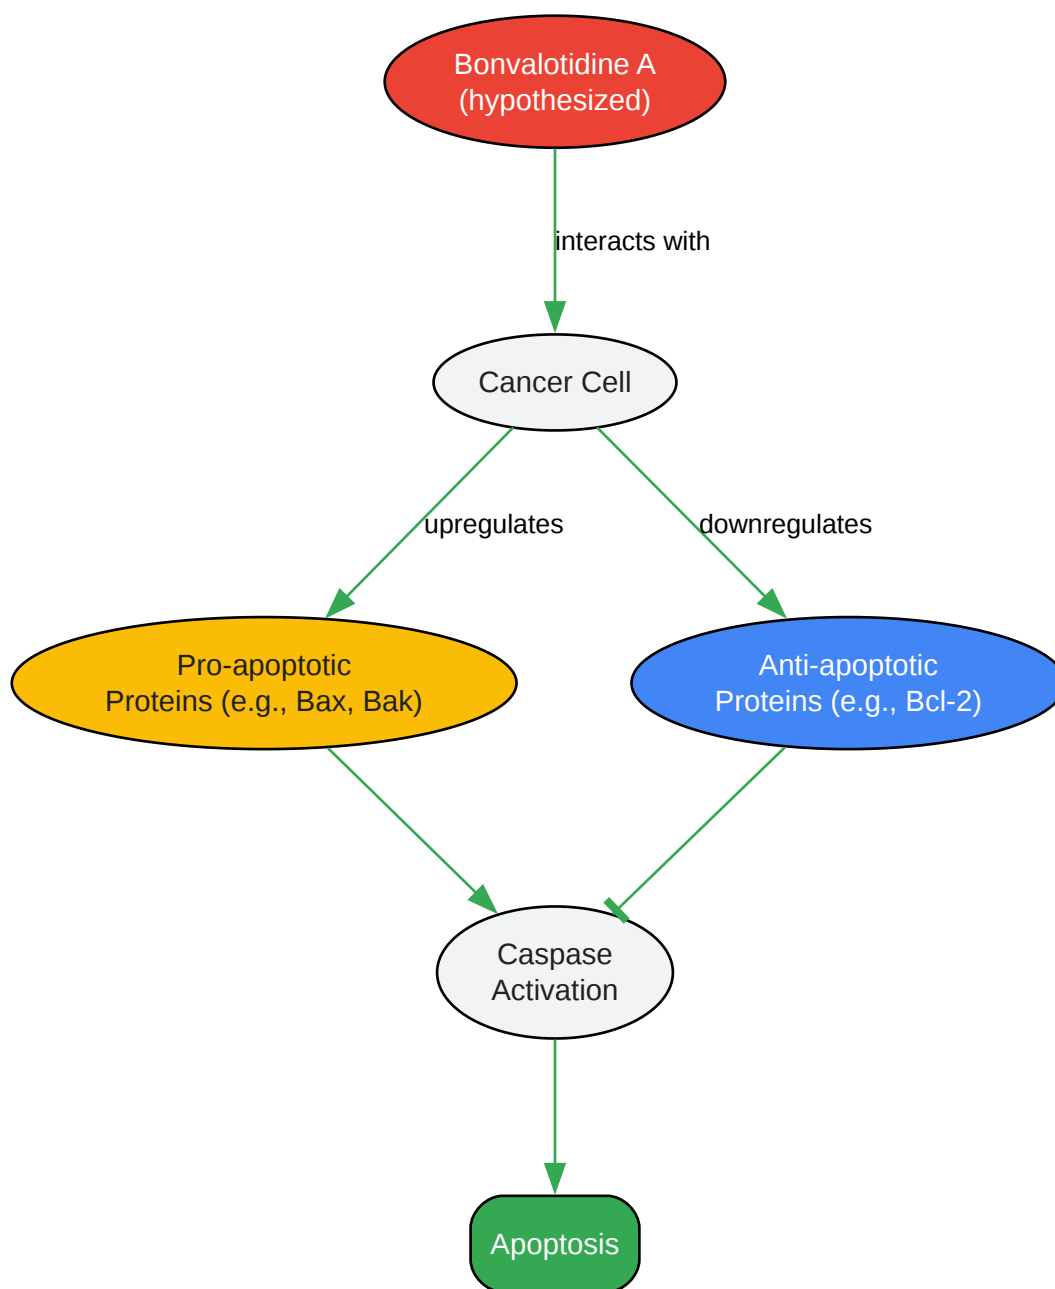 Bonvalotidine A
(hypothesized)
interacts with
Cancer Cell
upregulates
downregulates
Pro-apoptotic
Proteins (e.g., Bax, Bak)
Anti-apoptotic
Proteins (e.g., Bcl-2)
Caspase
Activation
Apoptosis